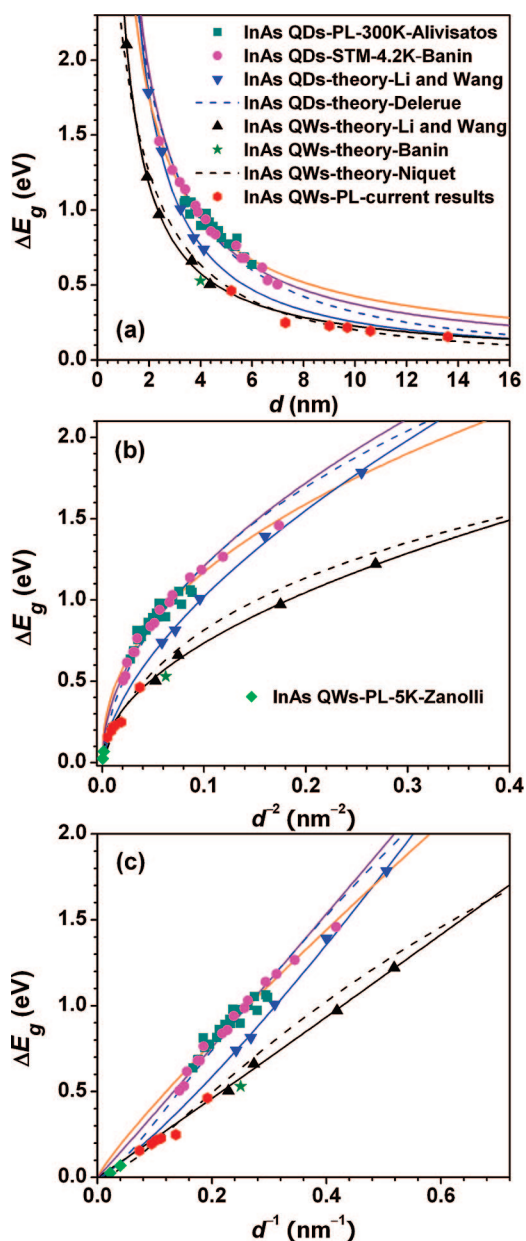 2.0
1.5
1.0
0.5
0.0
ΔE_g (eV)
InAs QDs-PL-300K-Alivisatos
InAs QDs-STM-4.2K-Banin
InAs QDs-theory-Li and Wang
InAs QDs-theory-Delerue
InAs QWs-theory-Li and Wang
InAs QWs-theory-Banin
InAs QWs-theory-Niquet
InAs QWs-PL-current results
(a)
0 2 4 6 8 10 12 14 16
d (nm)
(b)
2.0
1.5
1.0
0.5
0.0
ΔE_g (eV)
InAs QWs-PL-5K-Zanolli
0.0 0.1 0.2 0.3 0.4
d⁻² (nm⁻²)
(c)
2.0
1.5
1.0
0.5
0.0
ΔE_g (eV)
0.0 0.2 0.4 0.6
d⁻¹ (nm⁻¹)